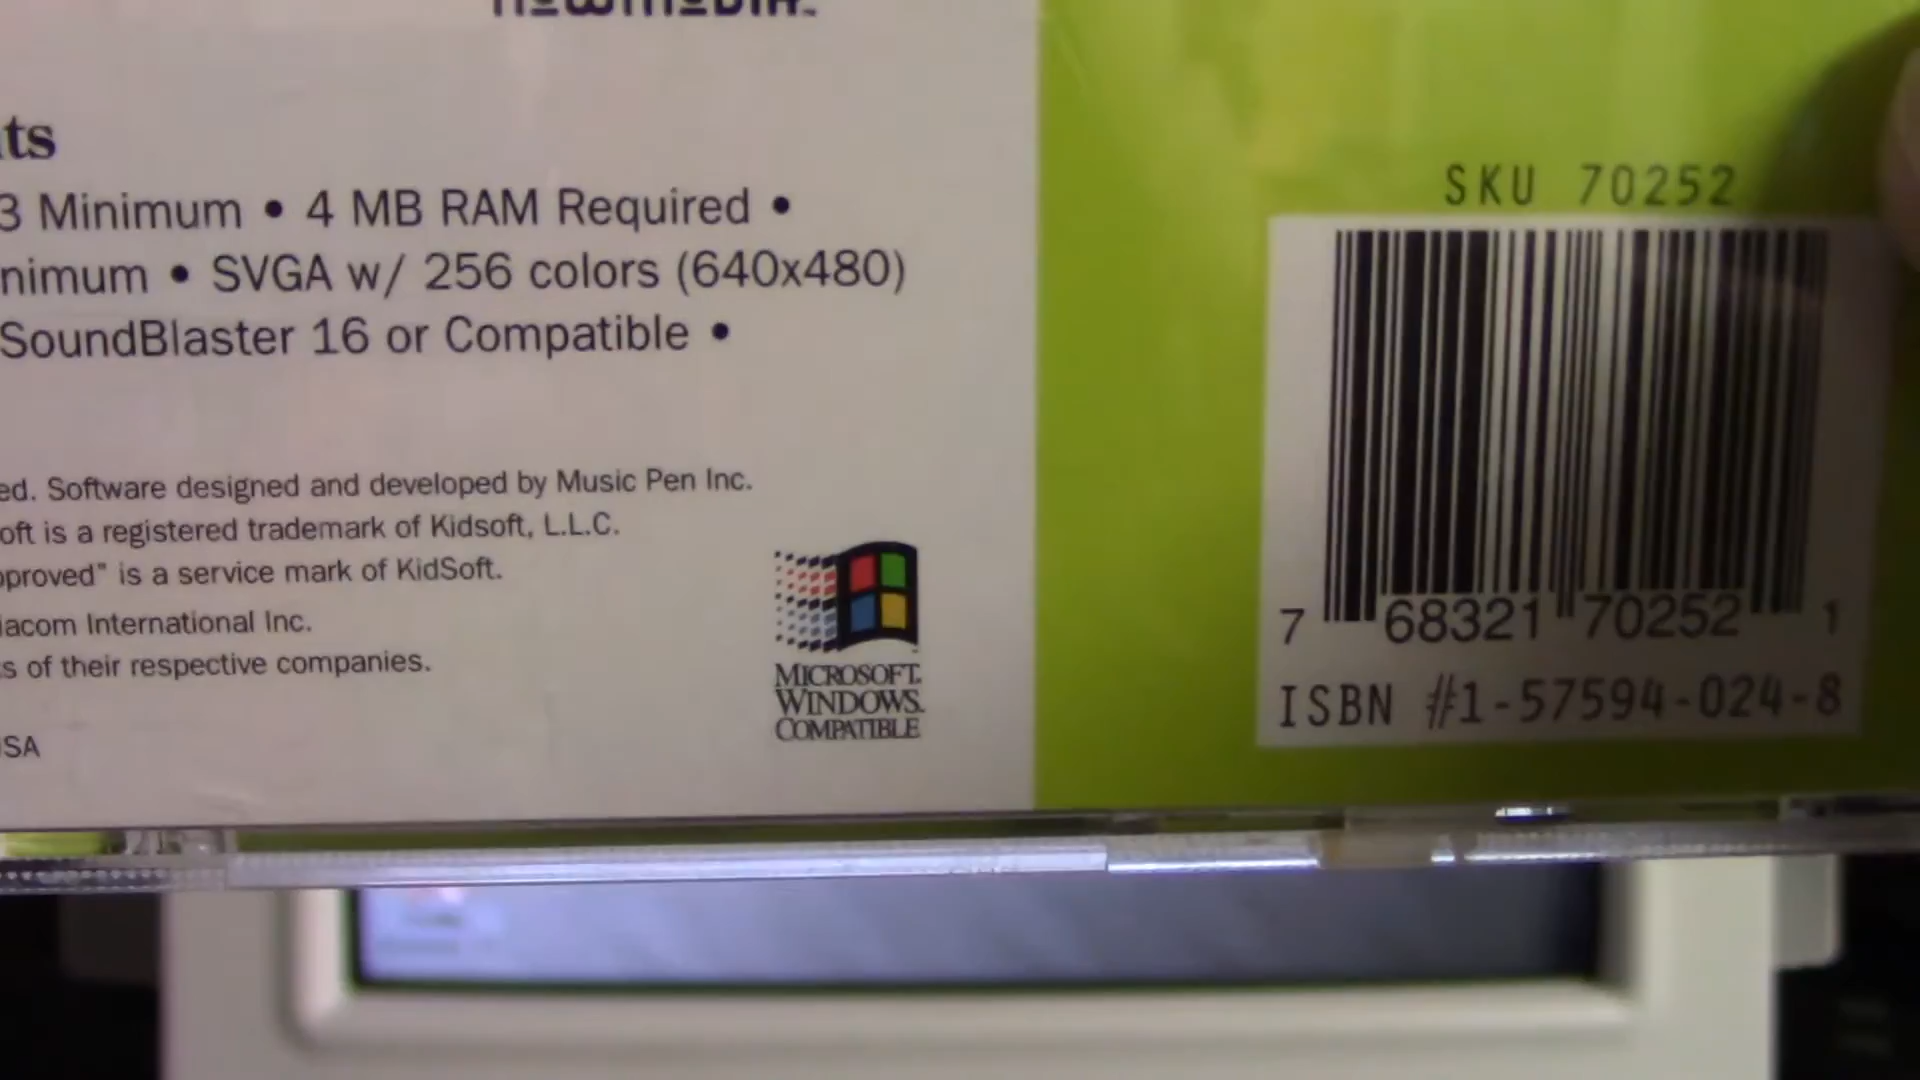 ts
3 Minimum • 4 MB RAM Required •
nimum • SVGA w/ 256 colors (640x480)
SoundBlaster 16 or Compatible •
ed. Software designed and developed by Music Pen Inc.
oft is a registered trademark of Kidsoft, L.L.C.
pproved" is a service mark of KidSoft.
iacom International Inc.
s of their respective companies.
SA
MICROSOFT.
WINDOWS.
COMPATIBLE
SKU 70252
7 68321 70252 1
ISBN #1-57594-024-8